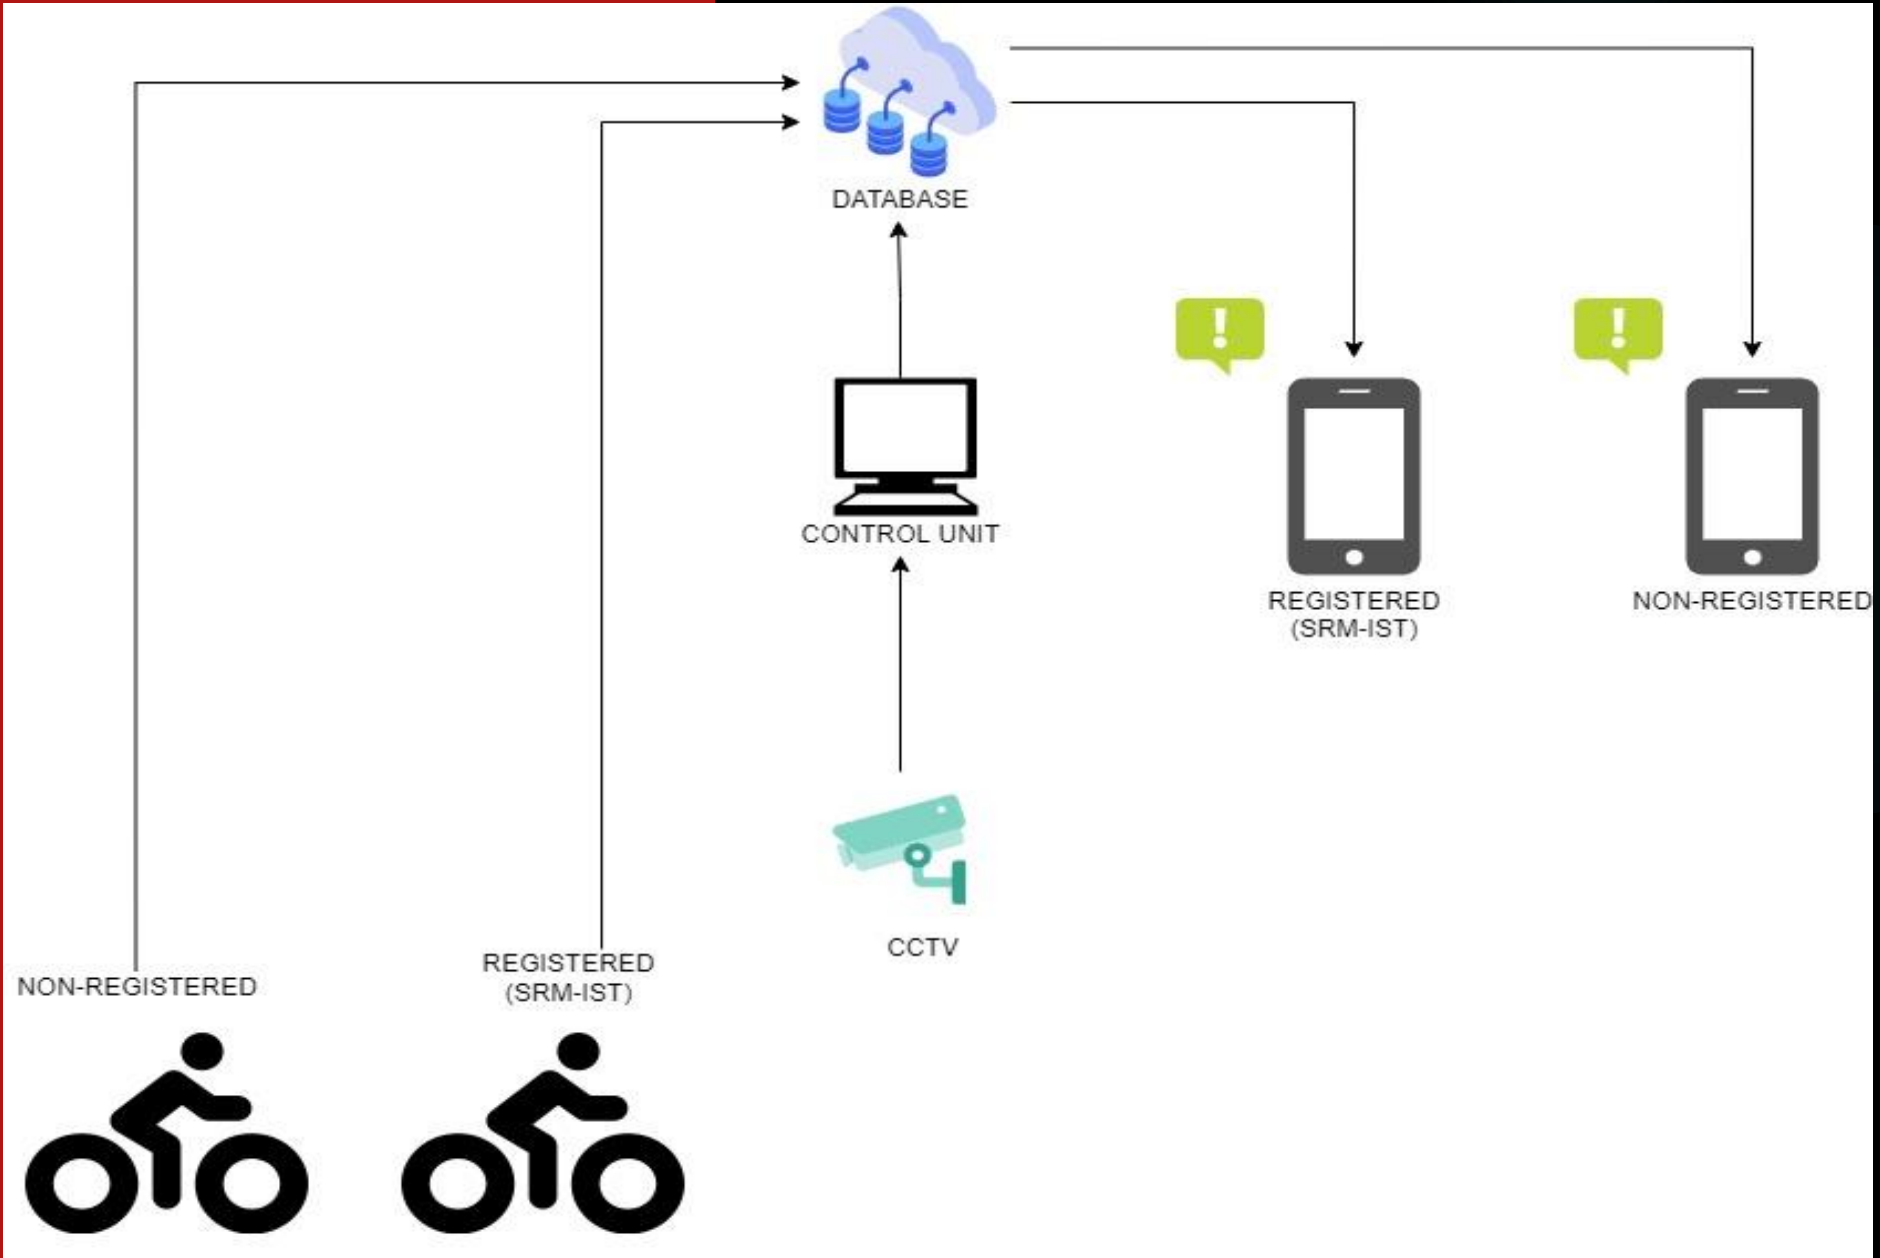 DATABASE
CONTROL UNIT
REGISTERED
(SRM-IST)
NON-REGISTERED
CCTV
NON-REGISTERED
REGISTERED
(SRM-IST)